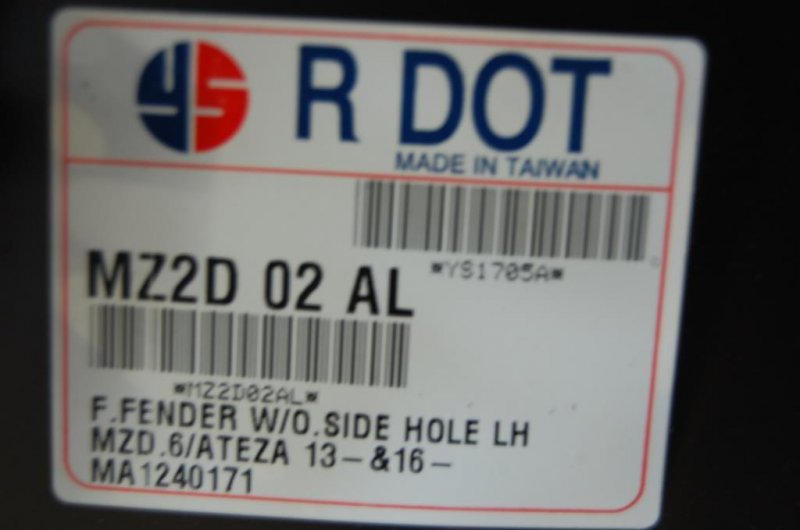 YS R DOT
MADE IN TAIWAN
*YS1705A*
MZ2D 02 AL
*MZ2D02AL*
F.FENDER W/O.SIDE HOLE LH
MZD.6/ATEZA 13-&16-
MA1240171